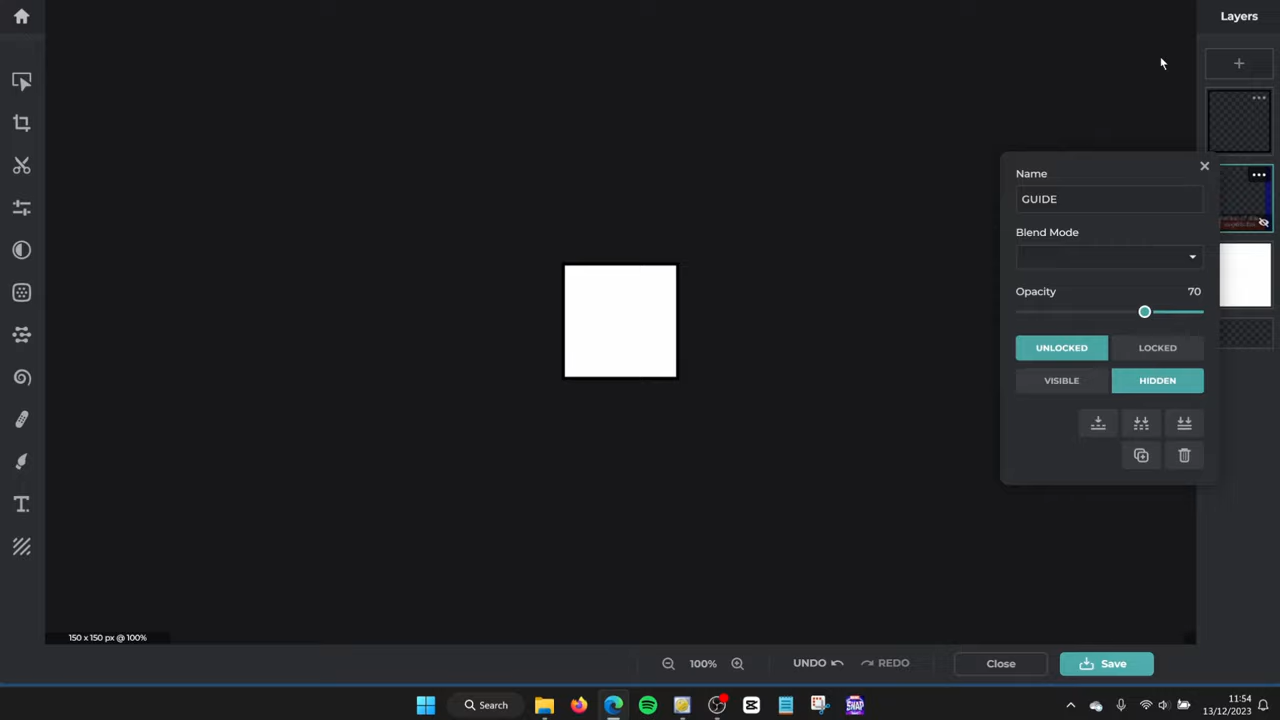 Layers
Name
GUIDE
Blend Mode
Opacity 70
UNLOCKED LOCKED
VISIBLE HIDDEN
150 x 150 px @ 100%
100% UNDO REDO Close Save
Search
11:54
13/12/2023